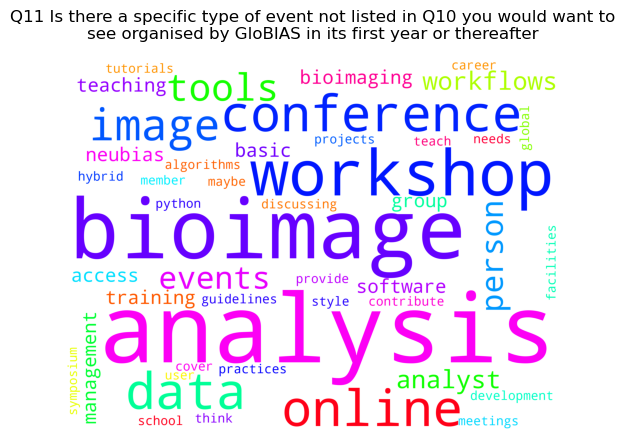 Q11 Is there a specific type of event not listed in Q10 you would want to
see organised by GloBIAS in its first year or thereafter
tutorials
career
teaching
tools
bioimaging
workflows
image
conference
global
projects
teach
needs
neubias
basic
algorithms
workshop
hybrid
member
maybe
python
discussing
group
bioimage
person
facilities
access
events
provide
software
training
guidelines
style
contribute
analysis
management
symposium
cover
practices
user
data
analyst
development
online
school
think
meetings